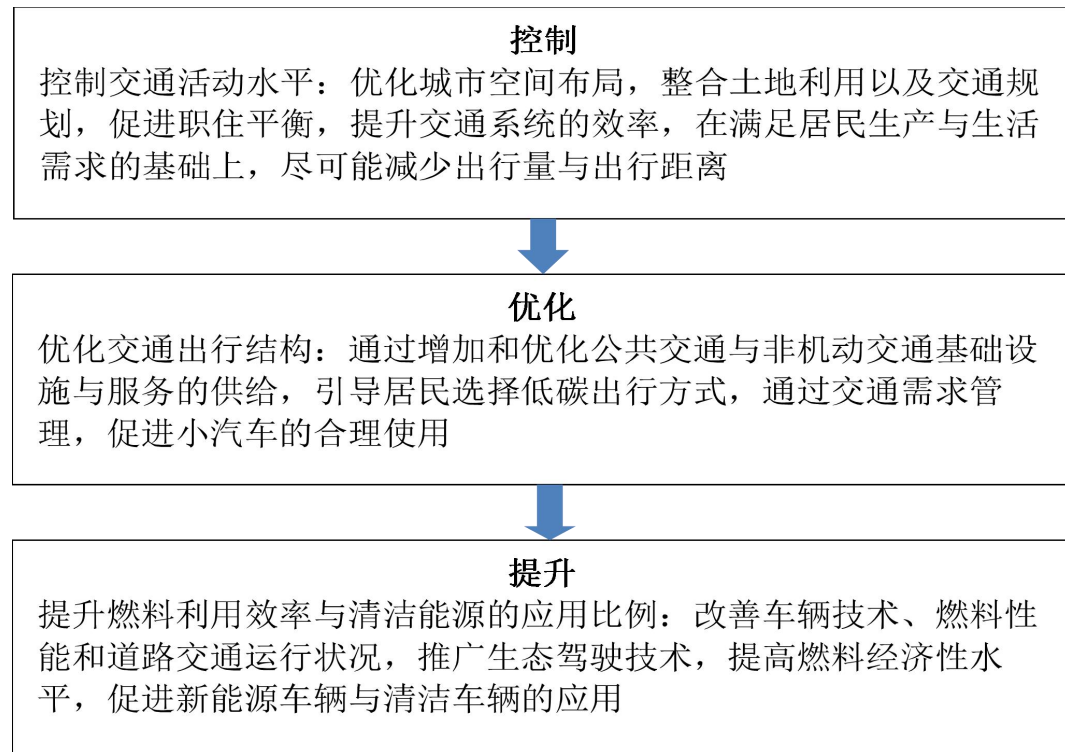 控制
控制交通活动水平：优化城市空间布局，整合土地利用以及交通规
划，促进职住平衡，提升交通系统的效率，在满足居民生产与生活
需求的基础上，尽可能减少出行量与出行距离
优化
优化交通出行结构：通过增加和优化公共交通与非机动交通基础设
施与服务的供给，引导居民选择低碳出行方式，通过交通需求管
理，促进小汽车的合理使用
提升
提升燃料利用效率与清洁能源的应用比例：改善车辆技术、燃料性
能和道路交通运行状况，推广生态驾驶技术，提高燃料经济性水
平，促进新能源车辆与清洁车辆的应用